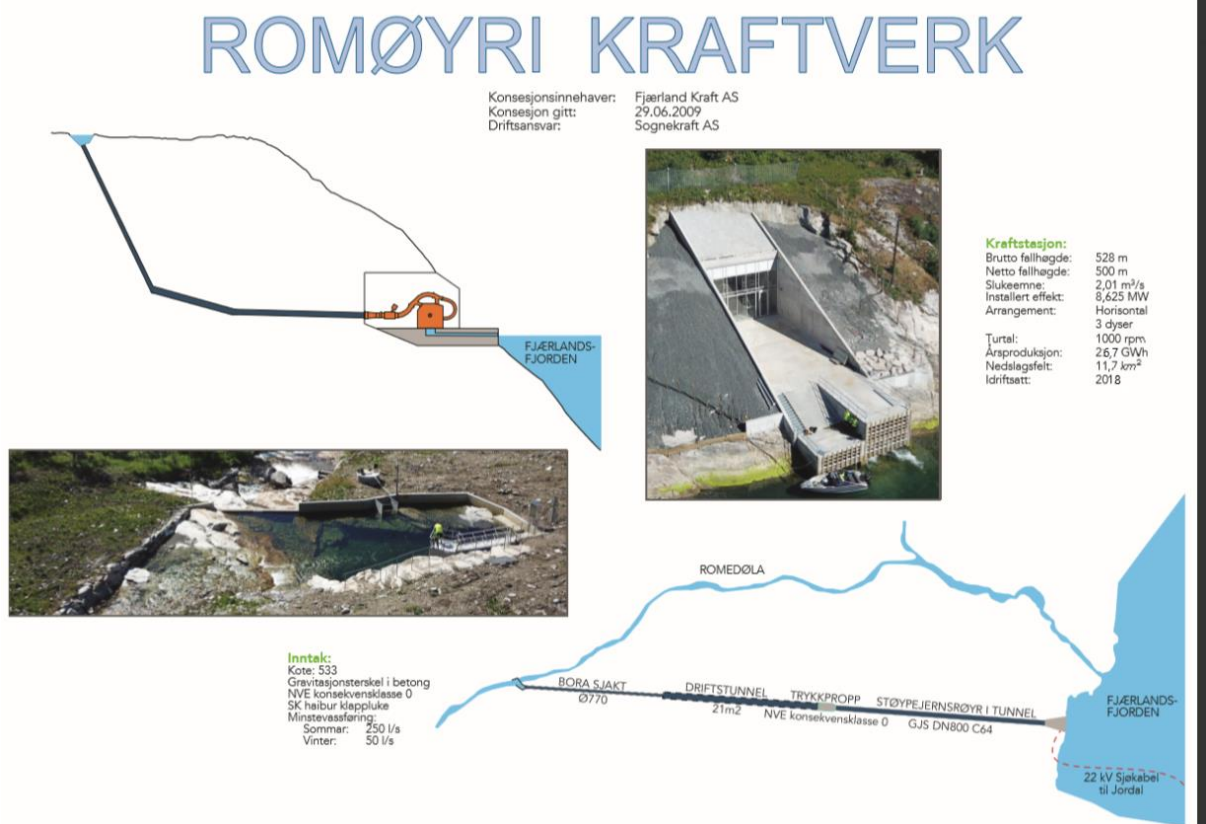 ROMØYRI KRAFTVERK
Konsesjonsinnehaver: Fjærland Kraft AS
Konsesjon gitt: 29.06.2009
Driftsansvar: Sognekraft AS
FJÆRLANDS-
FJORDEN
Kraftstasjon:
Brutto fallhøgde: 528 m
Netto fallhøgde: 500 m
Slukeemne: 2,01 m³/s
Installert effekt: 8,625 MW
Arrangement: Horisontal
3 dyser
Turtal: 1000 rpm
Årsproduksjon: 26,7 GWh
Nedslagsfelt: 11,7 km²
Idriftsatt: 2018
Inntak:
Kote: 533
Gravitasjonsterskel i betong
NVE konsekvensklasse 0
SK haibur klappluke
Minstevassføring:
Sommar: 250 l/s
Vinter: 50 l/s
ROMEDØLA
BORA SJAKT
Ø770
DRIFTSTUNNEL
21m2
TRYKKPROPP
NVE konsekvensklasse 0
STØYPEJERNSRØYR I TUNNEL
GJS DN800 C64
FJÆRLANDS-
FJORDEN
22 kV Sjøkabel
til Jordal